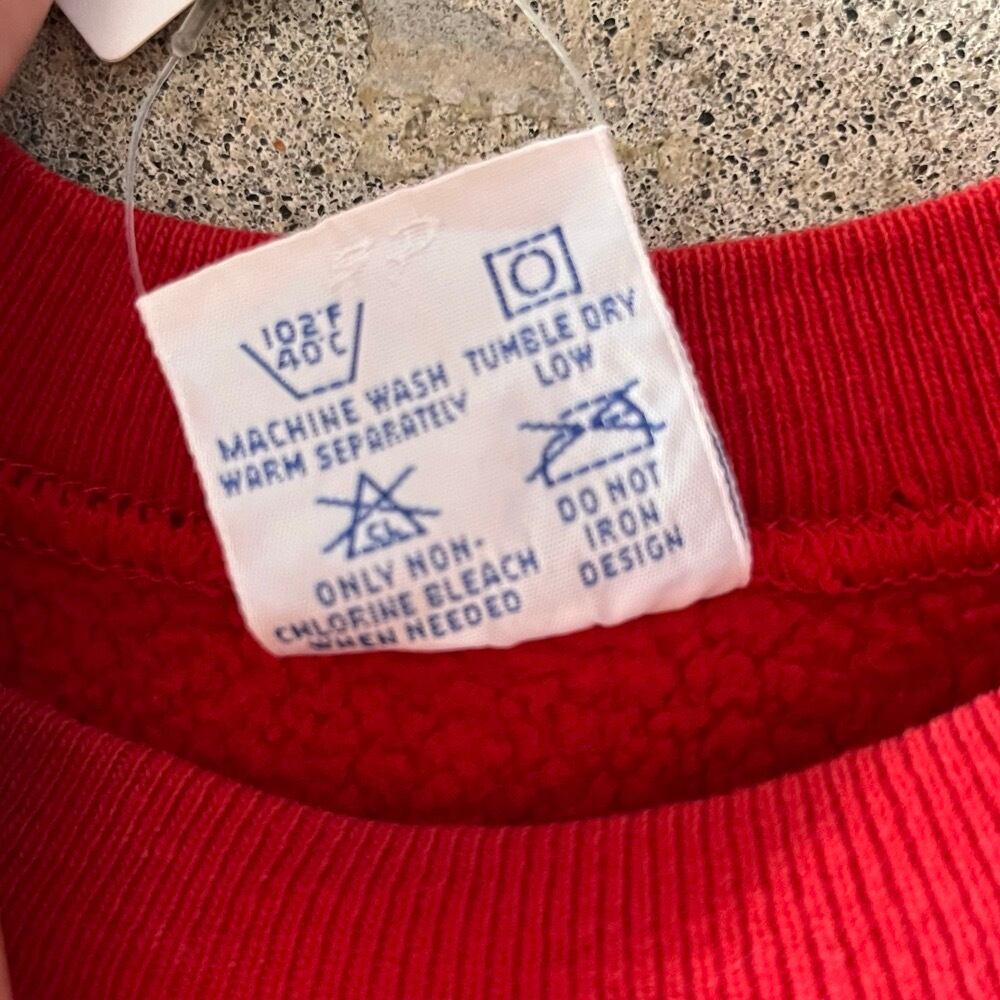 102°F
40°C
MACHINE WASH
WARM SEPARATELY
TUMBLE DRY
LOW
CL
ONLY NON-
CHLORINE BLEACH
WHEN NEEDED
DO NOT
IRON
DESIGN